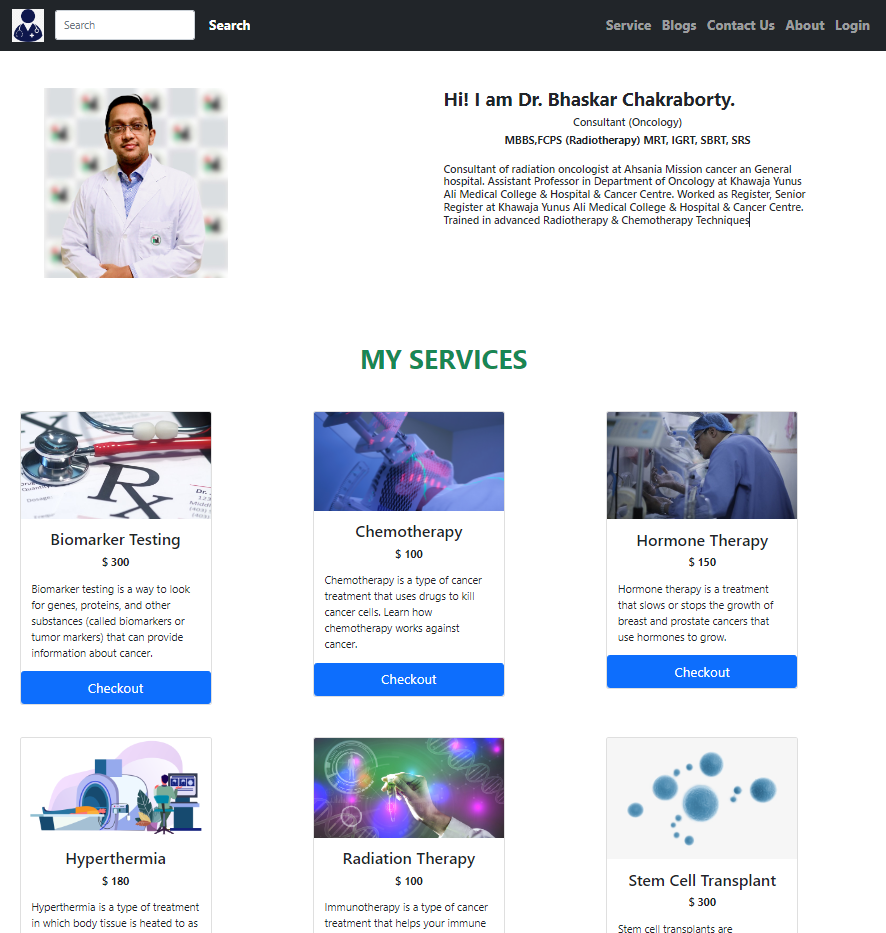 Search
Search
Service Blogs Contact Us About Login
Hi! I am Dr. Bhaskar Chakraborty.
Consultant (Oncology)
MBBS,FCPS (Radiotherapy) MRT, IGRT, SBRT, SRS
Consultant of radiation oncologist at Ahsania Mission cancer an General
hospital. Assistant Professor in Department of Oncology at Khawaja Yunus
Ali Medical College & Hospital & Cancer Centre. Worked as Register, Senior
Register at Khawaja Yunus Ali Medical College & Hospital & Cancer Centre.
Trained in advanced Radiotherapy & Chemotherapy Techniques
MY SERVICES
Rx
Biomarker Testing
$ 300
Biomarker testing is a way to look
for genes, proteins, and other
substances (called biomarkers or
tumor markers) that can provide
information about cancer.
Checkout
Chemotherapy
$ 100
Chemotherapy is a type of cancer
treatment that uses drugs to kill
cancer cells. Learn how
chemotherapy works against
cancer.
Checkout
Hormone Therapy
$ 150
Hormone therapy is a treatment
that slows or stops the growth of
breast and prostate cancers that
use hormones to grow.
Checkout
Hyperthermia
$ 180
Hyperthermia is a type of treatment
in which body tissue is heated to as
Radiation Therapy
$ 100
Immunotherapy is a type of cancer
treatment that helps your immune
Stem Cell Transplant
$ 300
Stem cell transplants are